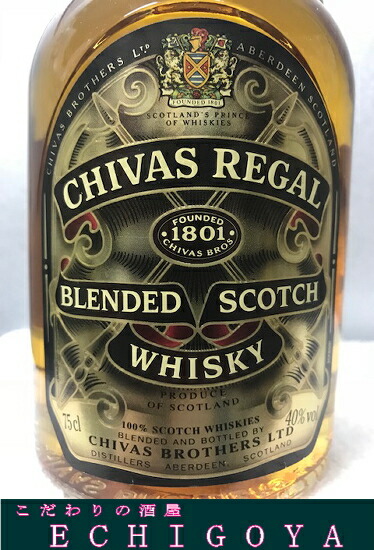 CHIVAS BROTHERS LTD
ABERDEEN, SCOTLAND
FOUNDED 1801
SCOTLAND'S PRINCE
OF WHISKIES
CHIVAS REGAL
FOUNDED
1801
CHIVAS BROS
BLENDED SCOTCH
WHISKY
PRODUCE
OF SCOTLAND
75cl
40%vol
100% SCOTCH WHISKIES
BLENDED AND BOTTLED BY
CHIVAS BROTHERS LTD
DISTILLERS ABERDEEN, SCOTLAND
こだわりの酒屋
ECHIGOYA